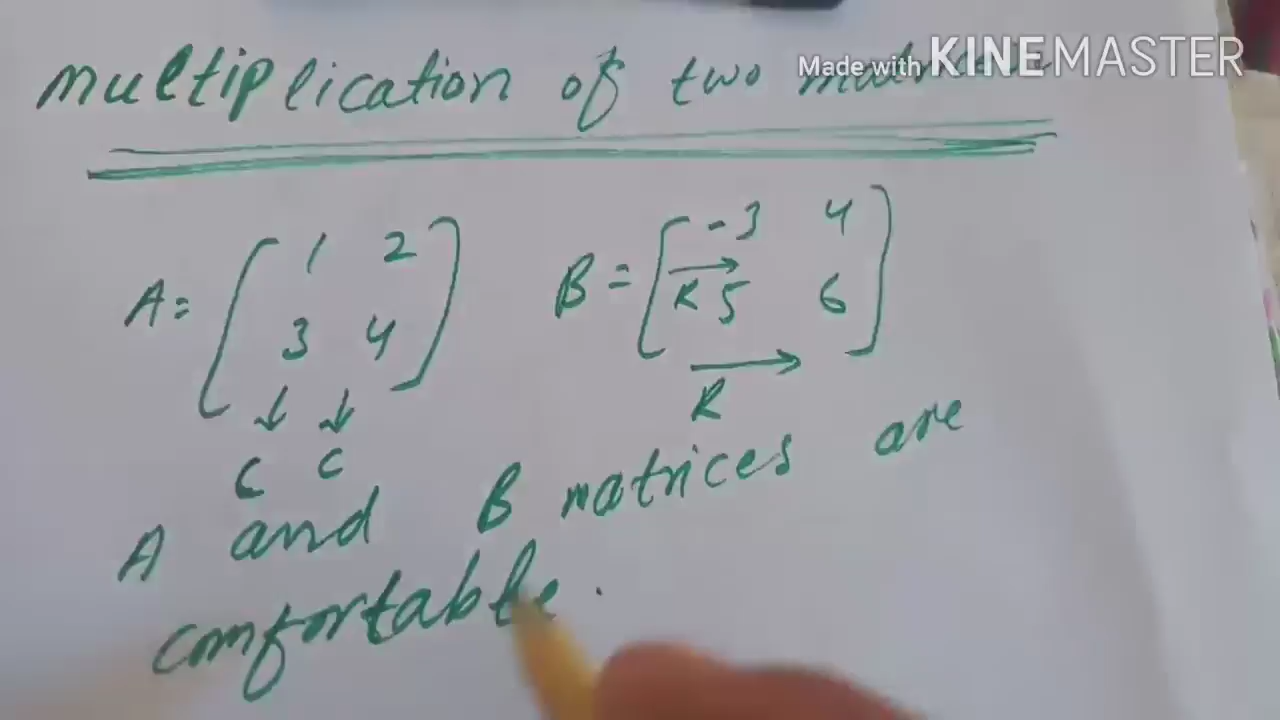 Made with KINEMASTER
multiplication of two
A = [ 1 2
3 4 ]
B = [ -3 4
R 5 6 ]
C C
R
A and B matrices are
comfortable.